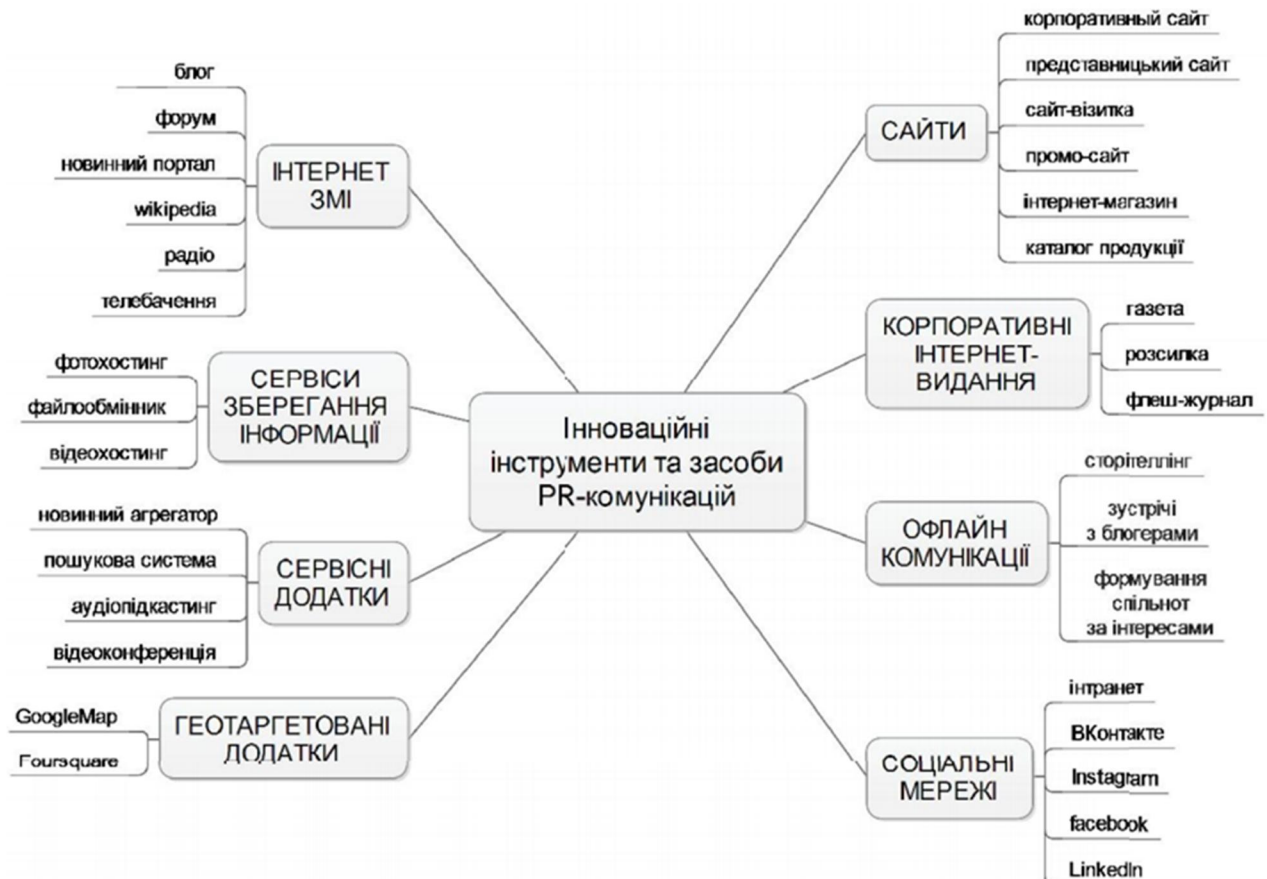 блог
форум
новинний портал
wikipedia
радіо
телебачення
ІНТЕРНЕТ
ЗМІ
фотохостинг
файлообмінник
відеохостинг
СЕРВІСИ
ЗБЕРЕГАННЯ
ІНФОРМАЦІЇ
новинний агрегатор
пошукова система
аудіопідкастинг
відеоконференція
СЕРВІСНІ
ДОДАТКИ
GoogleMap
Foursquare
ГЕОТАРГЕТОВАНІ
ДОДАТКИ
Інноваційні
інструменти та засоби
PR-комунікацій
САЙТИ
корпоративный сайт
представницький сайт
сайт-візитка
промо-сайт
інтернет-магазин
каталог продукції
КОРПОРАТИВНІ
ІНТЕРНЕТ-
ВИДАННЯ
газета
розсилка
флеш-журнал
ОФЛАЙН
КОМУНІКАЦІЇ
сторітеллінг
зустрічі
з блогерами
формування
спільнот
за інтересами
СОЦІАЛЬНІ
МЕРЕЖІ
інтранет
ВКонтакте
Instagram
facebook
LinkedIn